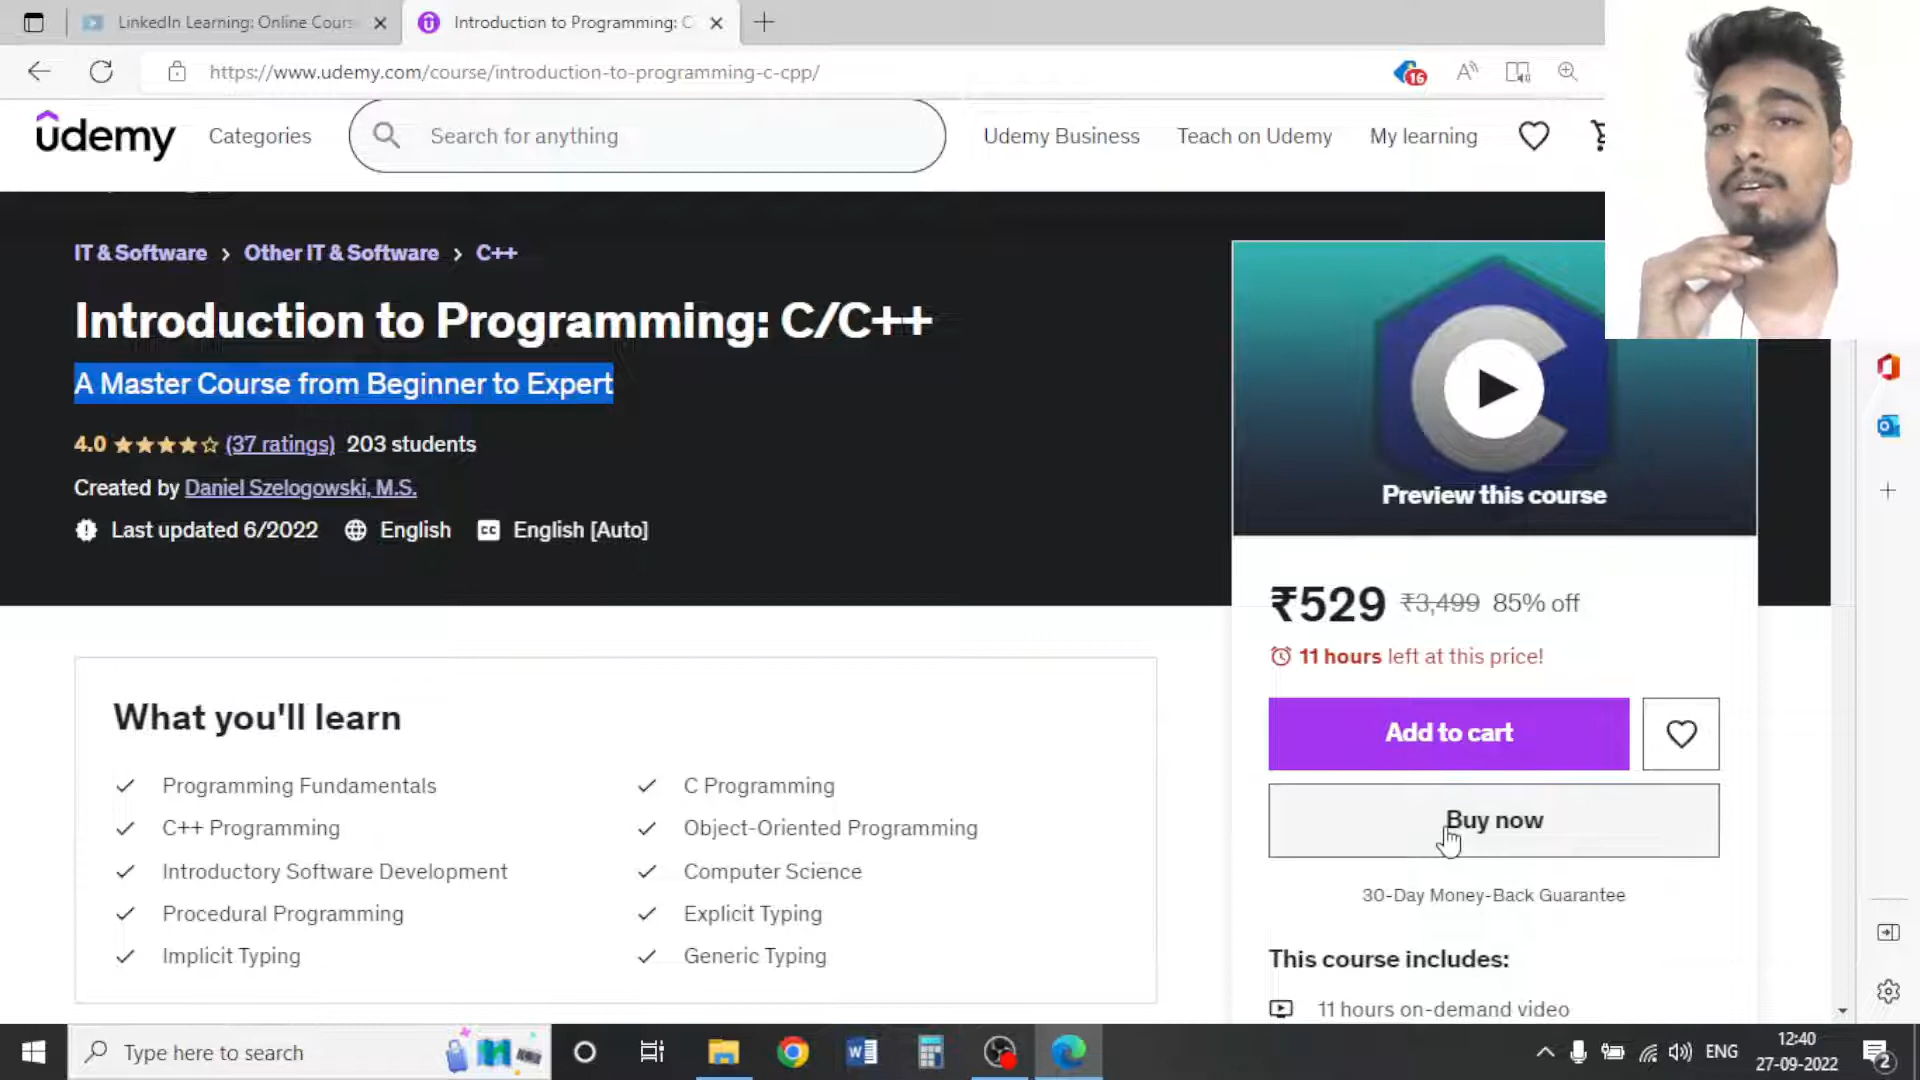 LinkedIn Learning: Online Cours
Introduction to Programming: C
https://www.udemy.com/course/introduction-to-programming-c-cpp/
16
udemy
Categories
Search for anything
Udemy Business
Teach on Udemy
My learning
IT & Software > Other IT & Software > C++
Introduction to Programming: C/C++
A Master Course from Beginner to Expert
4.0 (37 ratings) 203 students
Created by Daniel Szelogowski, M.S.
Last updated 6/2022 English CC English [Auto]
Preview this course
₹529 ₹3,499 85% off
11 hours left at this price!
Add to cart
Buy now
30-Day Money-Back Guarantee
This course includes:
11 hours on-demand video
What you'll learn
Programming Fundamentals
C Programming
C++ Programming
Object-Oriented Programming
Introductory Software Development
Computer Science
Procedural Programming
Explicit Typing
Implicit Typing
Generic Typing
Type here to search
ENG
12:40
27-09-2022
2